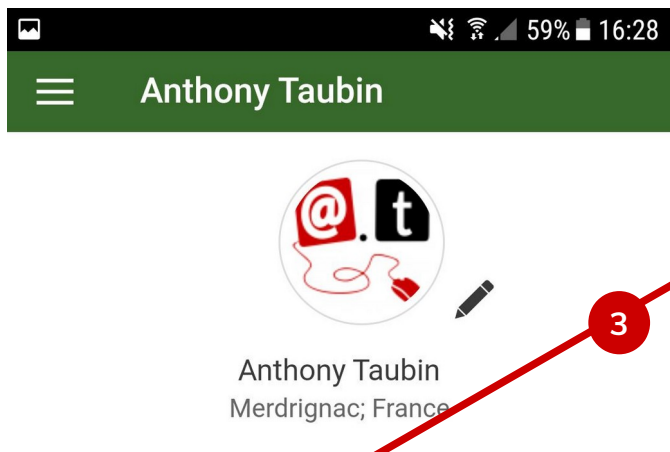 59% 16:28
Anthony Taubin
@.t
3
Anthony Taubin
Merdrignac; France